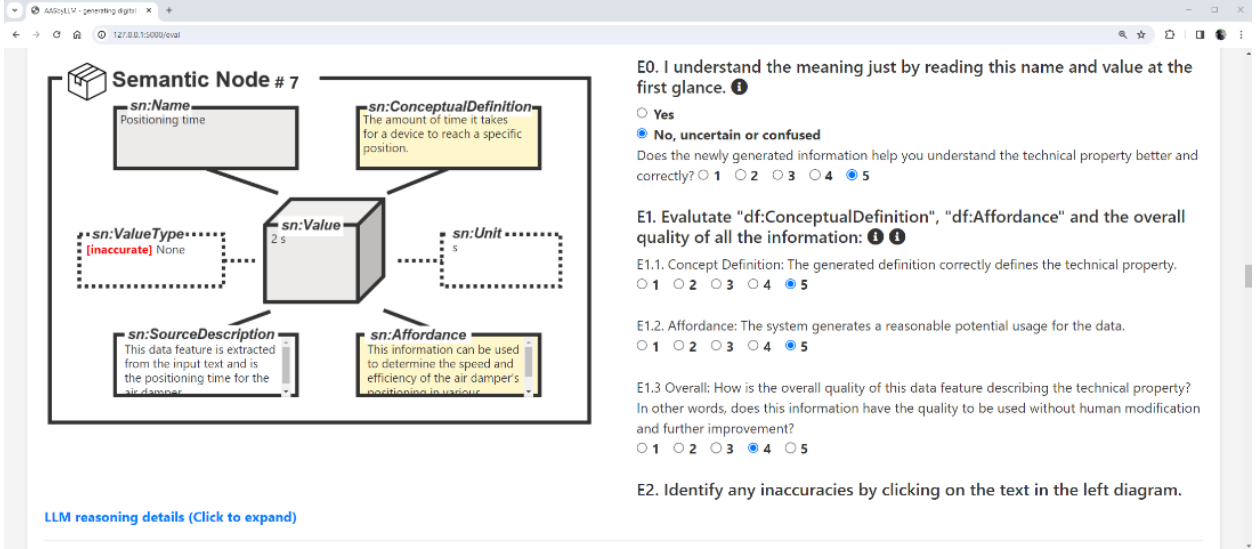 AASbyLLM - generating digital
127.0.0.1:5000/eval
Semantic Node # 7
sn:Name
Positioning time
sn:ConceptualDefinition
The amount of time it takes
for a device to reach a specific
position.
sn:ValueType
[inaccurate] None
sn:Value
2 s
sn:Unit
s
sn:SourceDescription
This data feature is extracted
from the input text and is
the positioning time for the
air damper
sn:Affordance
This information can be used
to determine the speed and
efficiency of the air damper's
positioning in various
LLM reasoning details (Click to expand)
E0. I understand the meaning just by reading this name and value at the
first glance.
Yes
No, uncertain or confused
Does the newly generated information help you understand the technical property better and
correctly? 1 2 3 4 5
E1. Evalutate "df:ConceptualDefinition", "df:Affordance" and the overall
quality of all the information:
E1.1. Concept Definition: The generated definition correctly defines the technical property.
1 2 3 4 5
E1.2. Affordance: The system generates a reasonable potential usage for the data.
1 2 3 4 5
E1.3 Overall: How is the overall quality of this data feature describing the technical property?
In other words, does this information have the quality to be used without human modification
and further improvement?
1 2 3 4 5
E2. Identify any inaccuracies by clicking on the text in the left diagram.